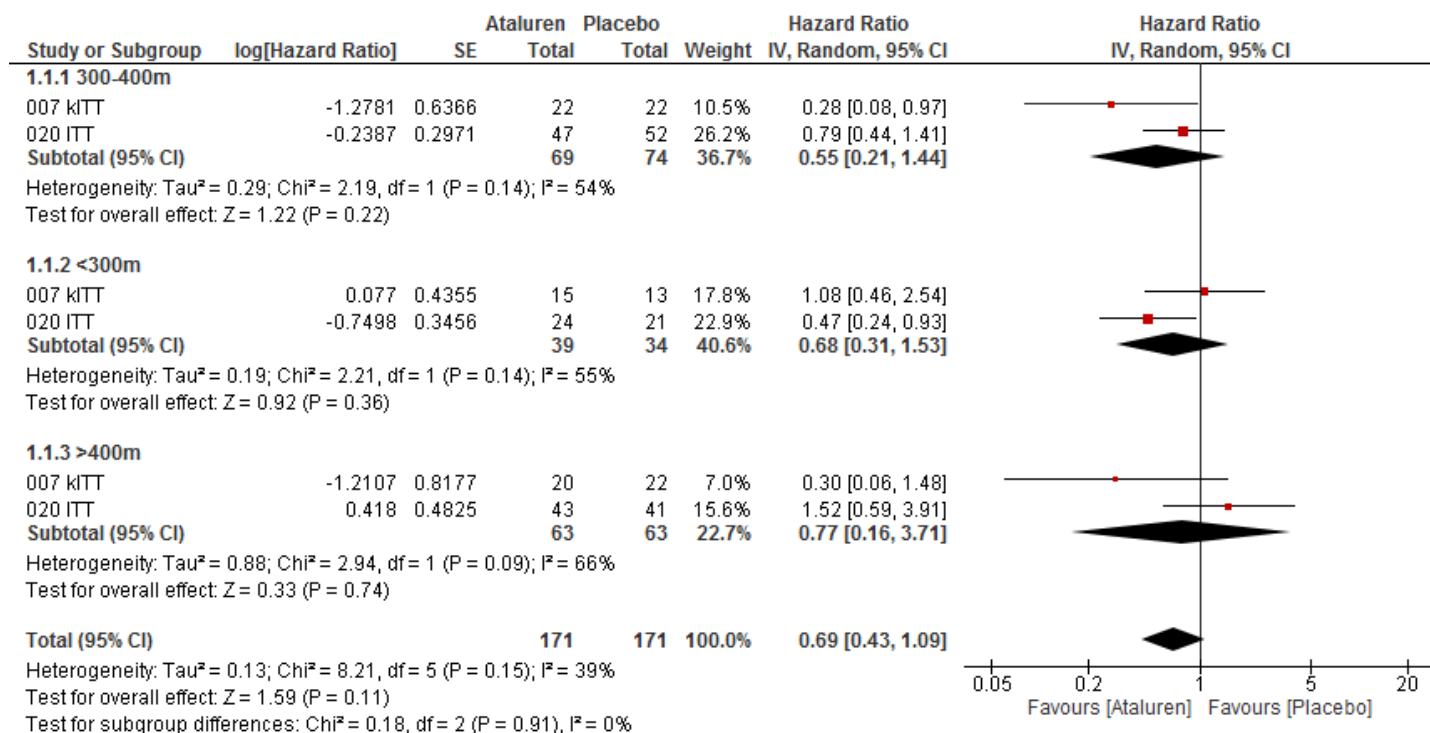 Ataluren Placebo Hazard Ratio Hazard Ratio
Study or Subgroup log[Hazard Ratio] SE Total Total Weight IV, Random, 95% CI IV, Random, 95% CI
1.1.1 300-400m
007 kITT -1.2781 0.6366 22 22 10.5% 0.28 [0.08, 0.97]
020 ITT -0.2387 0.2971 47 52 26.2% 0.79 [0.44, 1.41]
Subtotal (95% CI) 69 74 36.7% 0.55 [0.21, 1.44]
Heterogeneity: Tau² = 0.29; Chi² = 2.19, df = 1 (P = 0.14); I² = 54%
Test for overall effect: Z = 1.22 (P = 0.22)
1.1.2 <300m
007 kITT 0.077 0.4355 15 13 17.8% 1.08 [0.46, 2.54]
020 ITT -0.7498 0.3456 24 21 22.9% 0.47 [0.24, 0.93]
Subtotal (95% CI) 39 34 40.6% 0.68 [0.31, 1.53]
Heterogeneity: Tau² = 0.19; Chi² = 2.21, df = 1 (P = 0.14); I² = 55%
Test for overall effect: Z = 0.92 (P = 0.36)
1.1.3 >400m
007 kITT -1.2107 0.8177 20 22 7.0% 0.30 [0.06, 1.48]
020 ITT 0.418 0.4825 43 41 15.6% 1.52 [0.59, 3.91]
Subtotal (95% CI) 63 63 22.7% 0.77 [0.16, 3.71]
Heterogeneity: Tau² = 0.88; Chi² = 2.94, df = 1 (P = 0.09); I² = 66%
Test for overall effect: Z = 0.33 (P = 0.74)
Total (95% CI) 171 171 100.0% 0.69 [0.43, 1.09]
Heterogeneity: Tau² = 0.13; Chi² = 8.21, df = 5 (P = 0.15); I² = 39%
Test for overall effect: Z = 1.59 (P = 0.11)
Test for subgroup differences: Chi² = 0.18, df = 2 (P = 0.91), I² = 0%
0.05 0.2 1 5 20
Favours [Ataluren] Favours [Placebo]